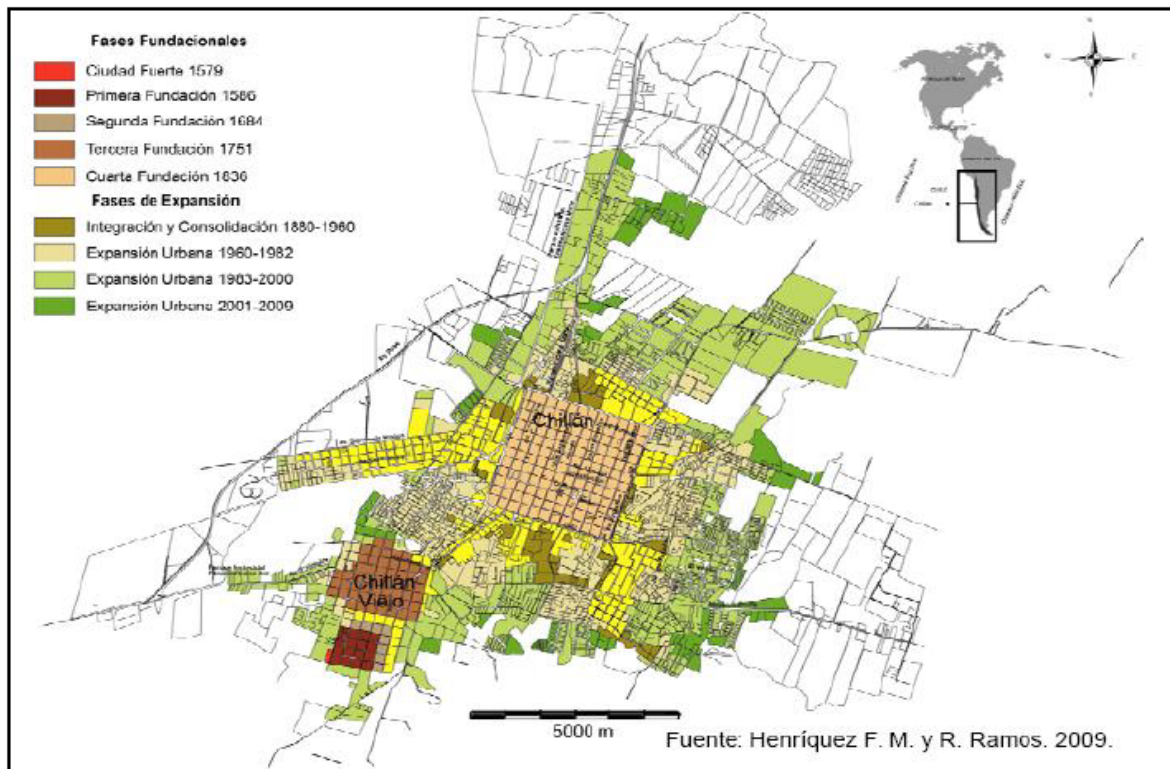 Fases Fundacionales
Ciudad Fuerte 1579
Primera Fundación 1586
Segunda Fundación 1684
Tercera Fundación 1751
Cuarta Fundación 1836
Fases de Expansión
Integración y Consolidación 1880-1960
Expansión Urbana 1960-1982
Expansión Urbana 1983-2000
Expansión Urbana 2001-2009
Chillán
Chillán
Viejo
5000 m
Fuente: Henríquez F. M. y R. Ramos. 2009.